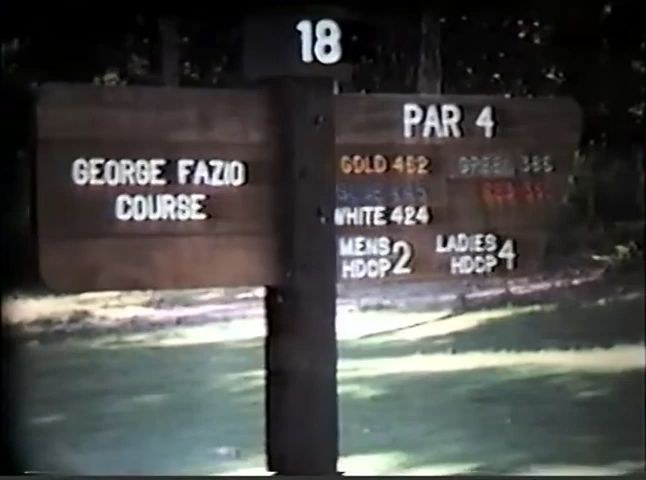 18
GEORGE FAZIO
COURSE
PAR 4
GOLD 452 GREEN 385
WHITE 424
MENS HDCP 2 LADIES HDCP 4